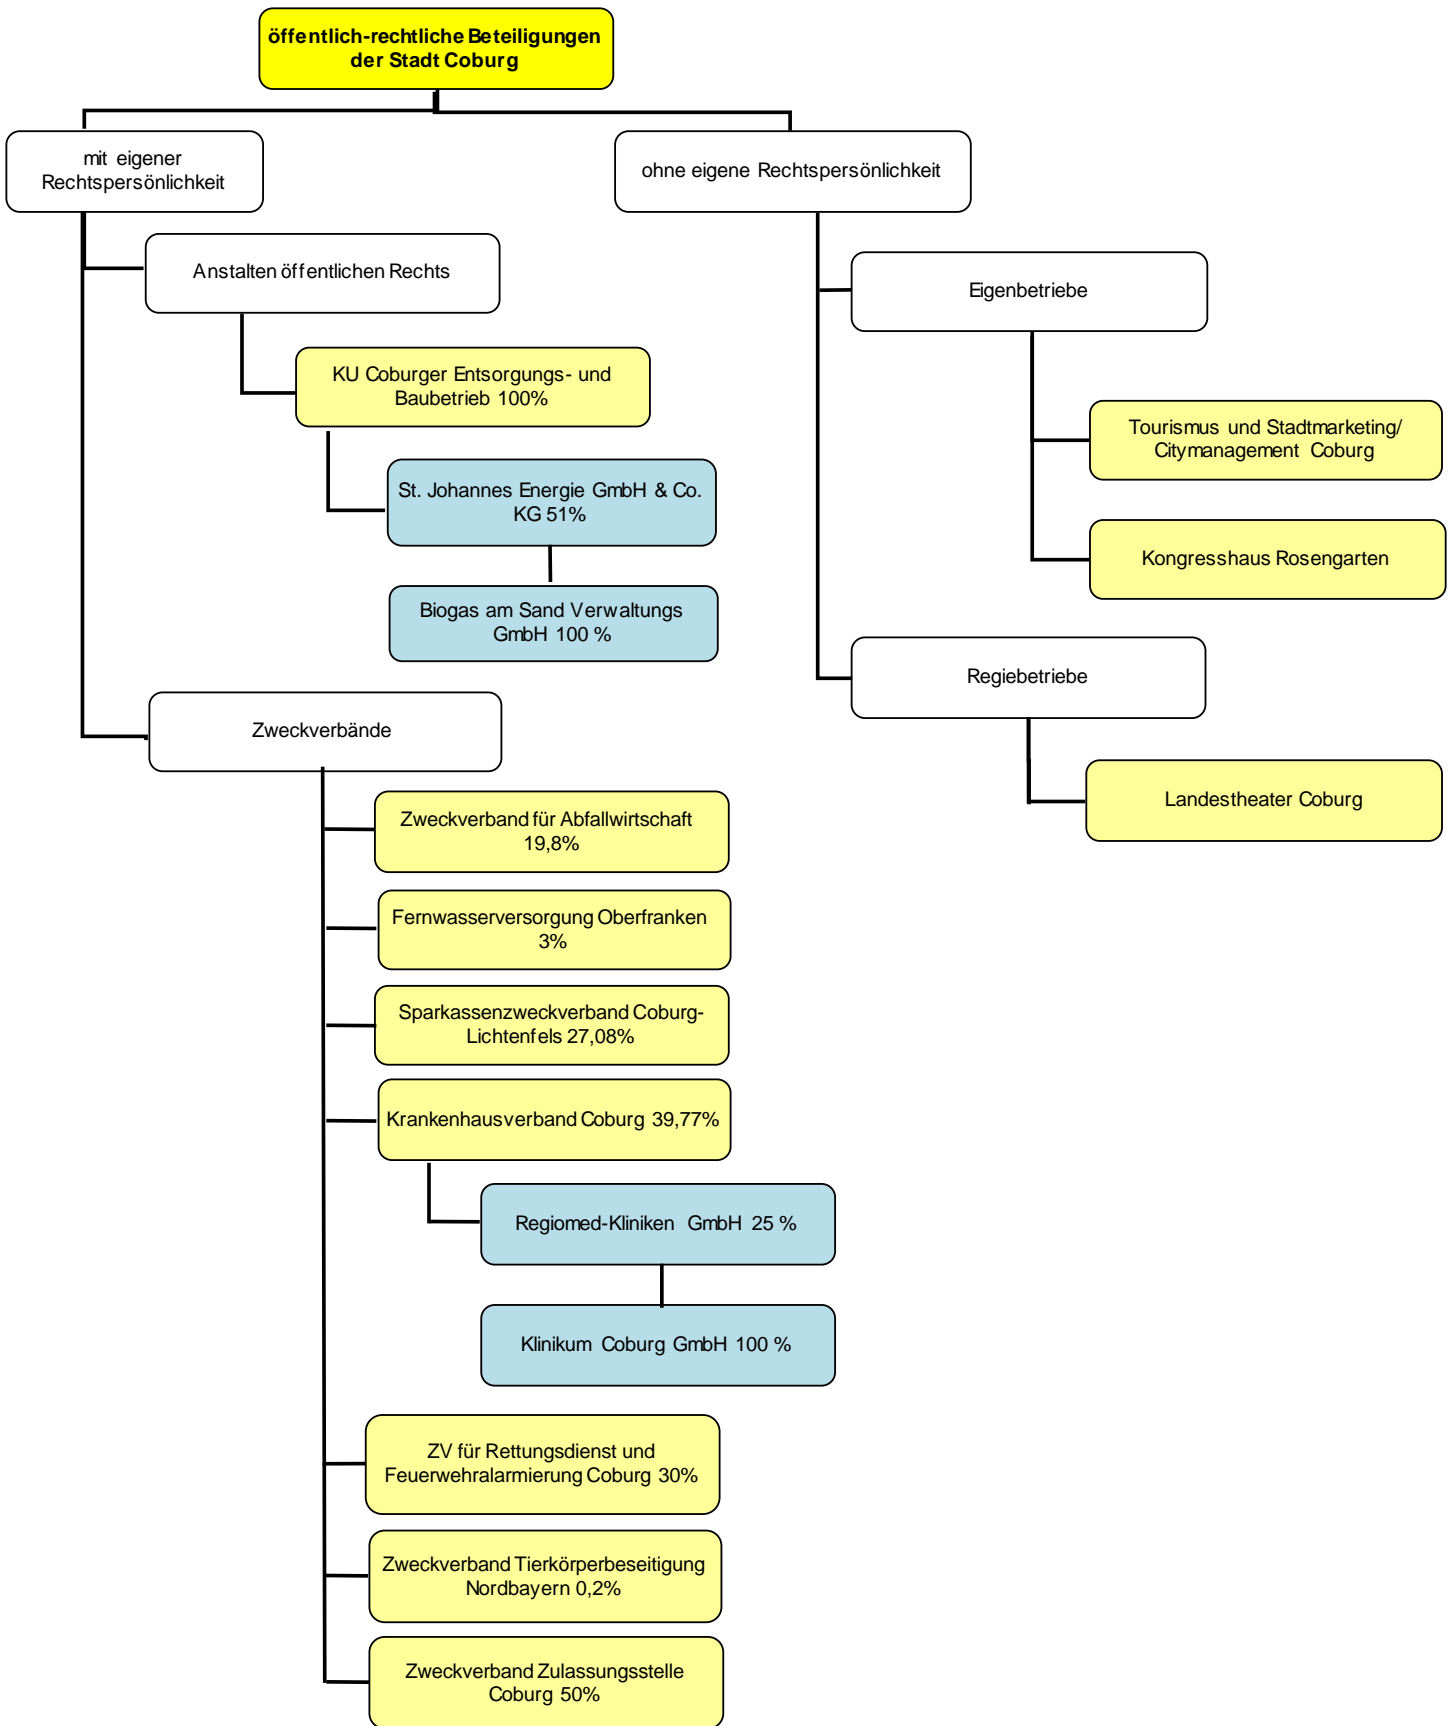 öffentlich-rechtliche Beteiligungen
der Stadt Coburg
mit eigener
Rechtspersönlichkeit
ohne eigene Rechtspersönlichkeit
Anstalten öffentlichen Rechts
KU Coburger Entsorgungs- und
Baubetrieb 100%
St. Johannes Energie GmbH & Co.
KG 51%
Biogas am Sand Verwaltungs
GmbH 100 %
Zweckverbände
Zweckverband für Abfallwirtschaft
19,8%
Fernwasserversorgung Oberfranken
3%
Sparkassenzweckverband Coburg-
Lichtenfels 27,08%
Krankenhausverband Coburg 39,77%
Regiomed-Kliniken GmbH 25 %
Klinikum Coburg GmbH 100 %
ZV für Rettungsdienst und
Feuerwehralarmierung Coburg 30%
Zweckverband Tierkörperbeseitigung
Nordbayern 0,2%
Zweckverband Zulassungsstelle
Coburg 50%
Eigenbetriebe
Tourismus und Stadtmarketing/
Citymanagement Coburg
Kongresshaus Rosengarten
Regiebetriebe
Landestheater Coburg